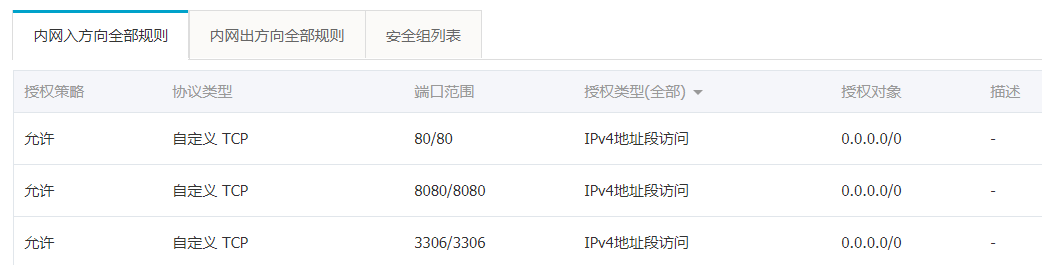 内网入方向全部规则 内网出方向全部规则 安全组列表
授权策略 协议类型 端口范围 授权类型(全部) 授权对象 描述
允许 自定义 TCP 80/80 IPv4地址段访问 0.0.0.0/0 -
允许 自定义 TCP 8080/8080 IPv4地址段访问 0.0.0.0/0 -
允许 自定义 TCP 3306/3306 IPv4地址段访问 0.0.0.0/0 -